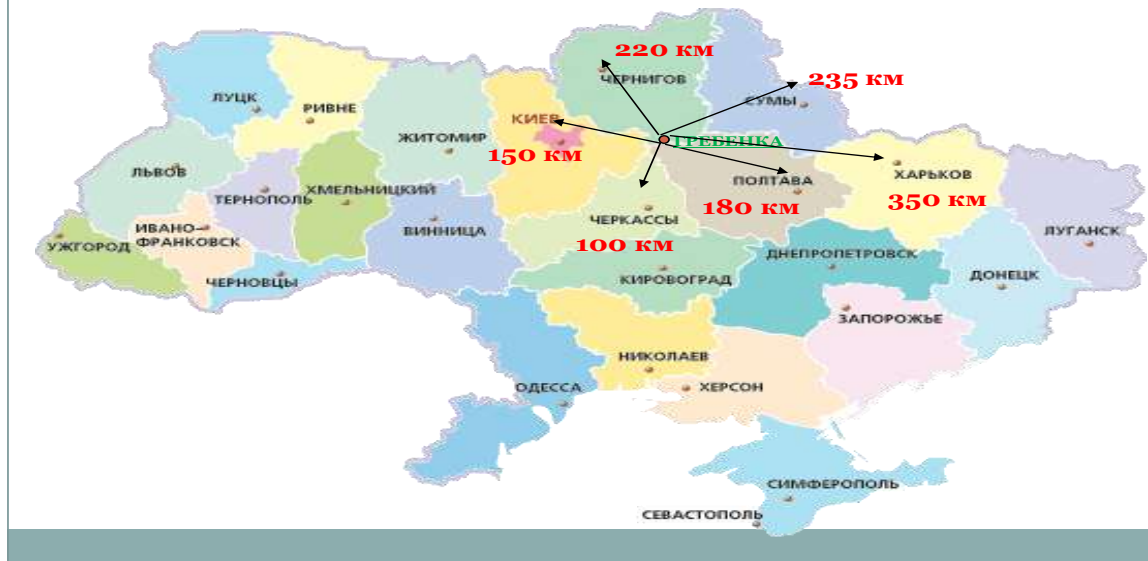 220 км
ЧЕРНИГОВ
235 км
СУМЫ
ЛУЦК
РИВНЕ
КИЕВ
ЖИТОМИР
ГРЕБЕНКА
150 км
ЛЬВОВ
ХАРЬКОВ
ТЕРНОПОЛЬ
ХМЕЛЬНИЦКИЙ
ПОЛТАВА
180 км
350 км
ЧЕРКАССЫ
ИВАНО-
ФРАНКОВСК
УЖГОРОД
ВИННИЦА
100 км
ЛУГАНСК
ДНЕПРОПЕТРОВСК
ДОНЕЦК
ЧЕРНОВЦЫ
КИРОВОГРАД
ЗАПОРОЖЬЕ
НИКОЛАЕВ
ОДЕССА
ХЕРСОН
СИМФЕРОПОЛЬ
СЕВАСТОПОЛЬ